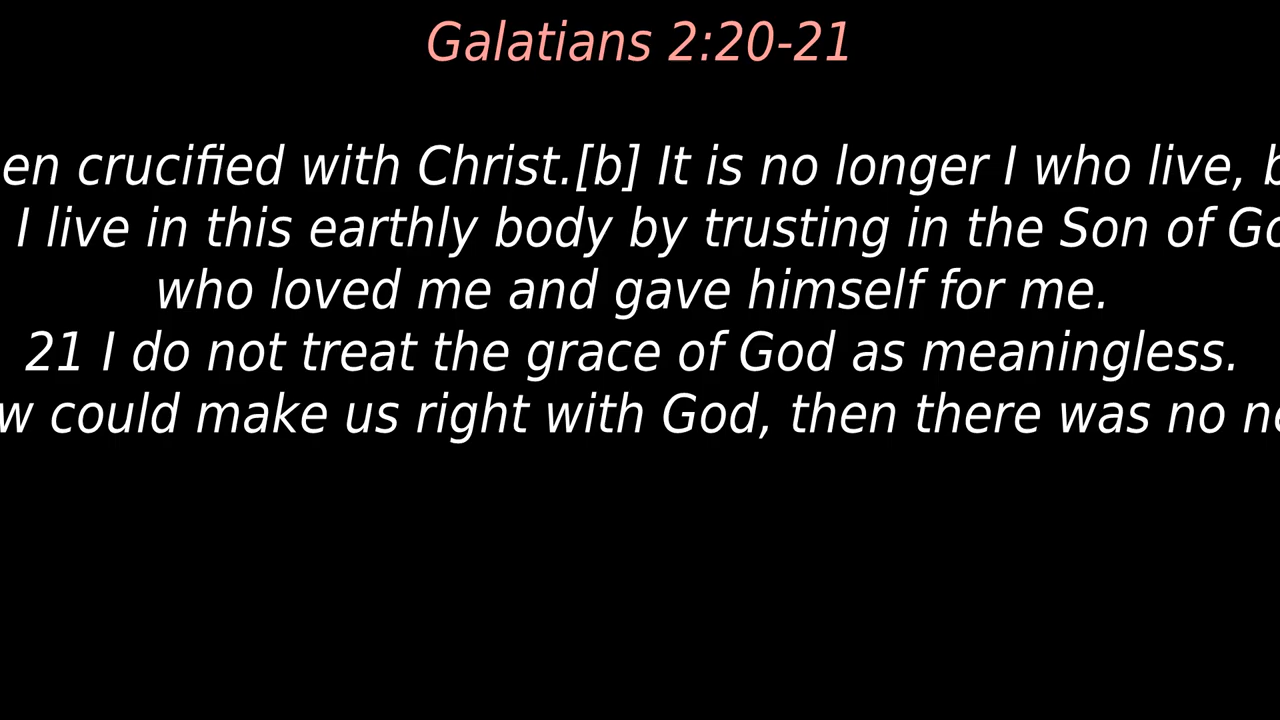 Galatians 2:20-21
en crucified with Christ.[b] It is no longer I who live, b
I live in this earthly body by trusting in the Son of Go
who loved me and gave himself for me.
21 I do not treat the grace of God as meaningless.
w could make us right with God, then there was no ne